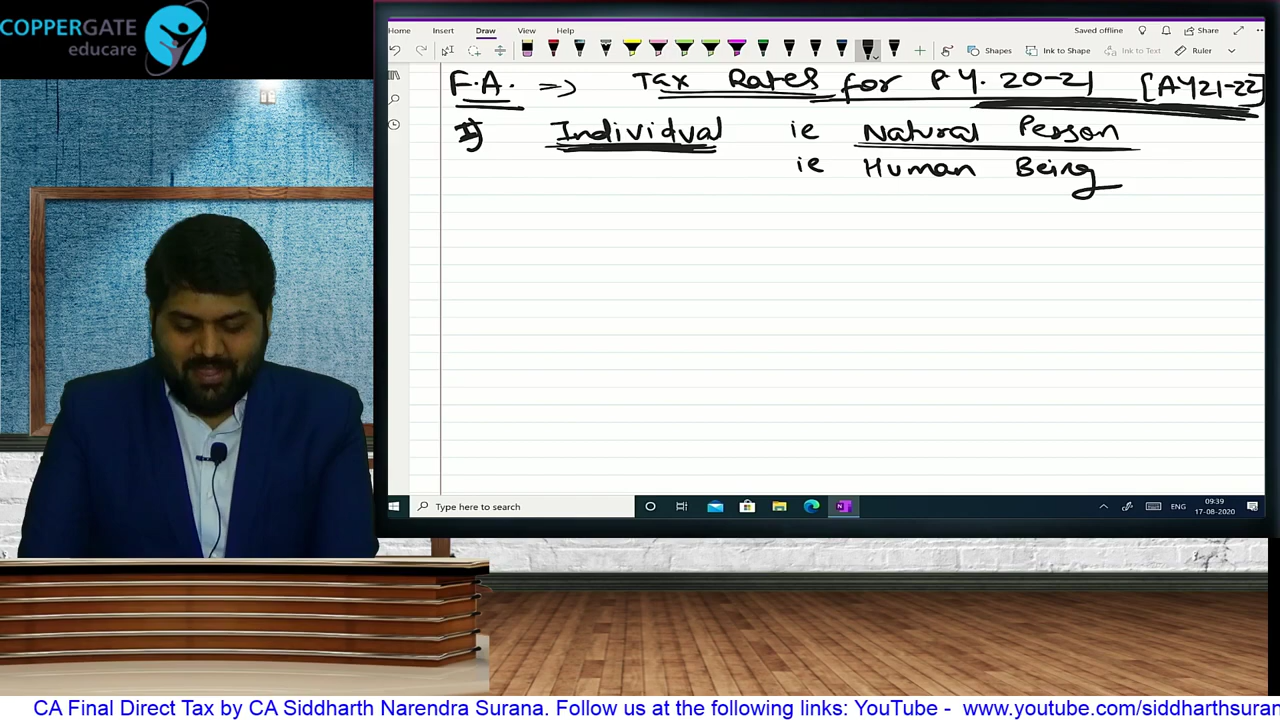 COPPERGATE
educare
Home Insert Draw View Help
Saved offline
Share
Shapes Ink to Shape Ink to Text Ruler
F.A. => Tax Rates for P.Y. 20-21 [AY21-22]
I) Individual ie Natural Person
ie Human Being
Type here to search
ENG
09:39
17-08-2020
CA Final Direct Tax by CA Siddharth Narendra Surana. Follow us at the following links: YouTube - www.youtube.com/siddharthsuran